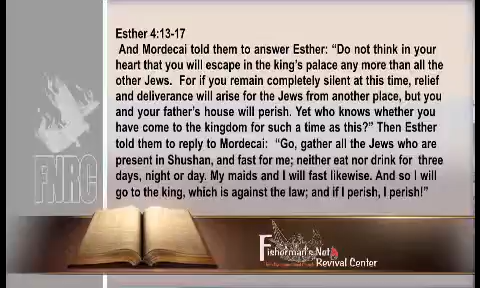 Esther 4:13-17
And Mordecai told them to answer Esther: “Do not think in your
heart that you will escape in the king's palace any more than all the
other Jews. For if you remain completely silent at this time, relief
and deliverance will arise for the Jews from another place, but you
and your father's house will perish. Yet who knows whether you
have come to the kingdom for such a time as this?” Then Esther
told them to reply to Mordecai: “Go, gather all the Jews who are
present in Shushan, and fast for me; neither eat nor drink for three
days, night or day. My maids and I will fast likewise. And so I will
go to the king, which is against the law; and if I perish, I perish!”
FNRC
Fisherman's Net
Revival Center